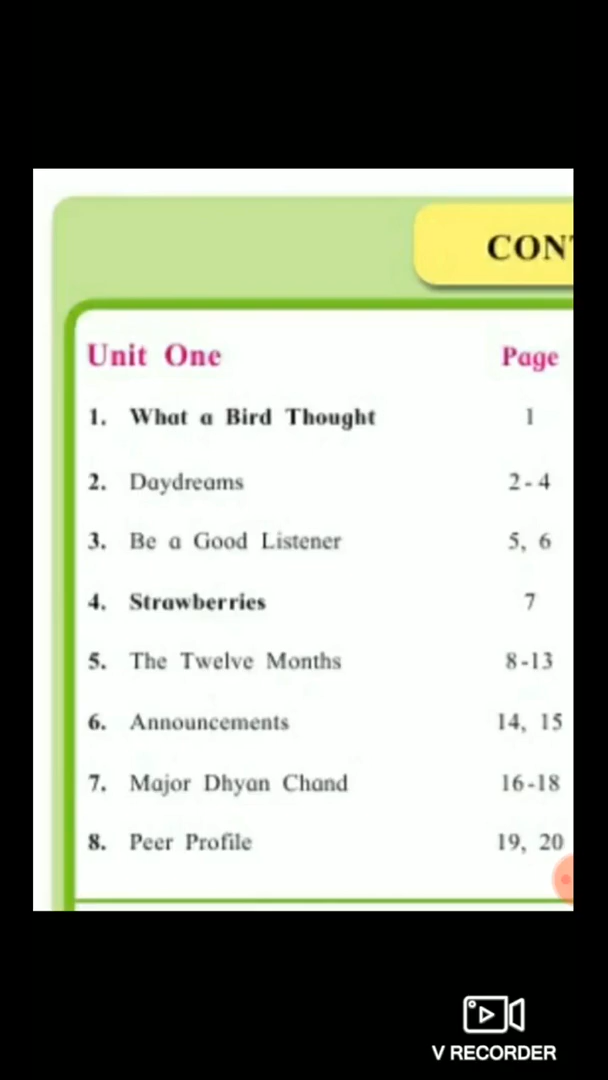 CON
Unit One Page
1. What a Bird Thought 1
2. Daydreams 2-4
3. Be a Good Listener 5, 6
4. Strawberries 7
5. The Twelve Months 8-13
6. Announcements 14, 15
7. Major Dhyan Chand 16-18
8. Peer Profile 19, 20
V RECORDER